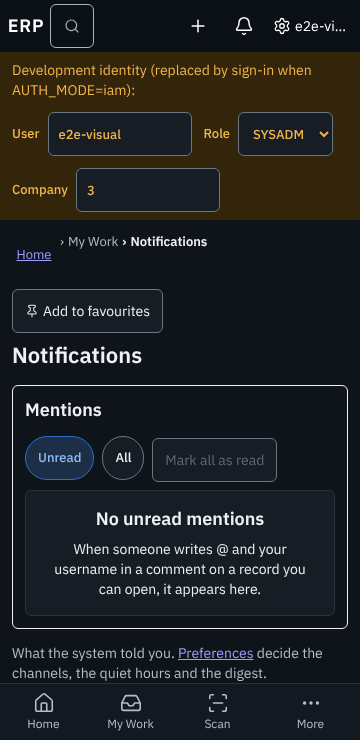 ERP
e2e-vi...
Development identity (replaced by sign-in when
AUTH_MODE=iam):
User
e2e-visual
Role
SYSADM
Company
3
Home
› My Work › Notifications
Add to favourites
Notifications
Mentions
Unread
All
Mark all as read
No unread mentions
When someone writes @ and your
username in a comment on a record you
can open, it appears here.
What the system told you. Preferences decide the
channels, the quiet hours and the digest.
Home
My Work
Scan
More